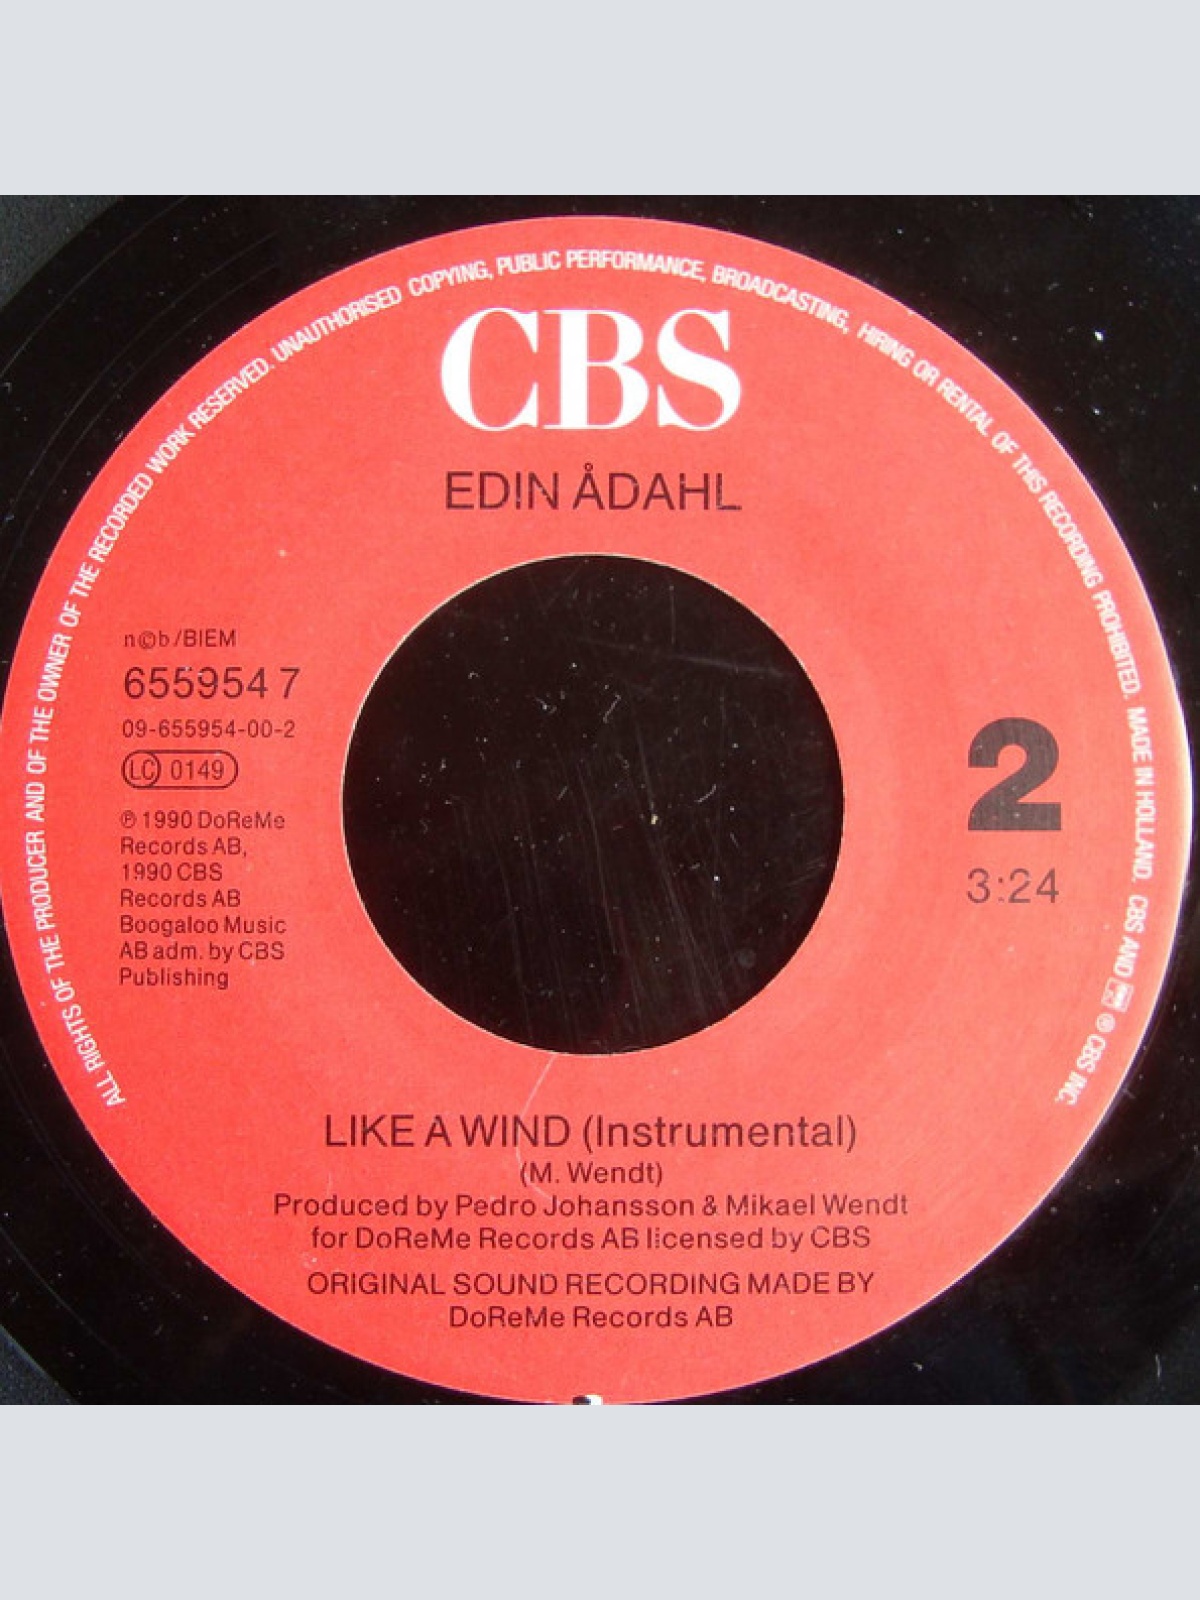 ALL RIGHTS OF THE PRODUCER AND OF THE OWNER OF THE RECORDED WORK RESERVED. UNAUTHORISED COPYING, PUBLIC PERFORMANCE, BROADCASTING, HIRING OR RENTAL OF THIS RECORDING PROHIBITED. MADE IN HOLLAND. CBS AND ℗ CBS INC.
CBS
EDIN ÅDAHL
n©b/BIEM
655954 7
09-655954-00-2
LC 0149
℗ 1990 DoReMe
Records AB,
1990 CBS
Records AB
Boogaloo Music
AB adm. by CBS
Publishing
2
3:24
LIKE A WIND (Instrumental)
(M. Wendt)
Produced by Pedro Johansson & Mikael Wendt
for DoReMe Records AB licensed by CBS
ORIGINAL SOUND RECORDING MADE BY
DoReMe Records AB